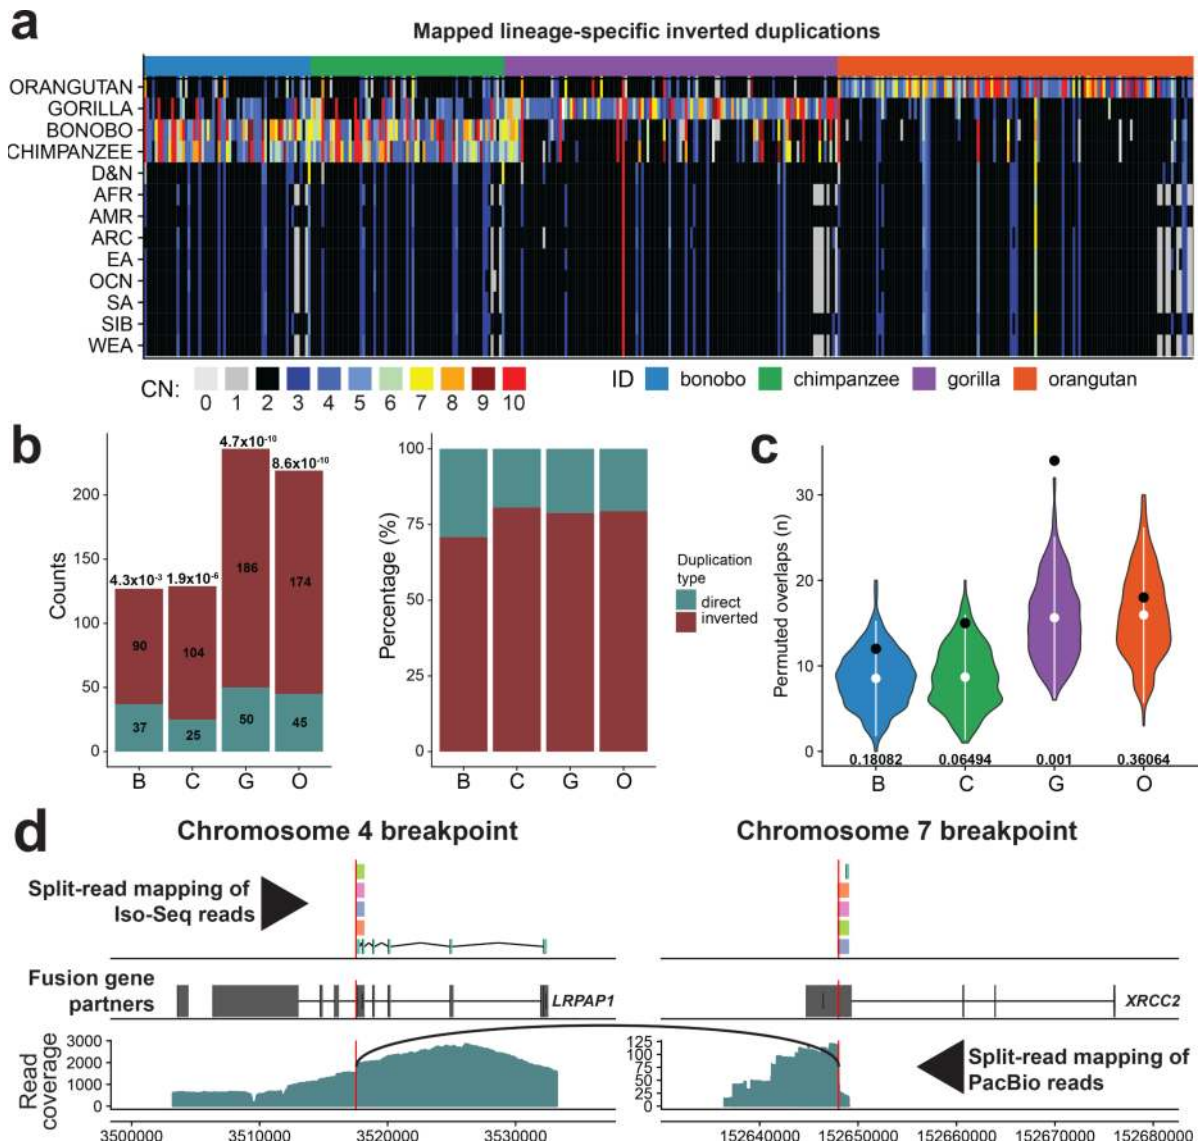 a
Mapped lineage-specific inverted duplications
ORANGUTAN
GORILLA
BONOBO
CHIMPANZEE
D&N
AFR
AMR
ARC
EA
OCN
SA
SIB
WEA
CN: 0 1 2 3 4 5 6 7 8 9 10
ID bonobo chimpanzee gorilla orangutan
b
Counts
200
150
100
50
0
4.3x10⁻³ 1.9x10⁻⁶ 4.7x10⁻¹⁰ 8.6x10⁻¹⁰
90 104 186 174
37 25 50 45
B C G O
Percentage (%)
100
75
50
25
0
B C G O
Duplication
type
direct
inverted
c
Permuted overlaps (n)
30
20
10
0
0.18082 0.06494 0.001 0.36064
B C G O
d
Chromosome 4 breakpoint
Chromosome 7 breakpoint
Split-read mapping of
Iso-Seq reads
Fusion gene
partners
LRPAP1
XRCC2
Read
coverage
3000
2000
1000
0
125
100
75
50
25
0
Split-read mapping of
PacBio reads
3500000 3510000 3520000 3530000
152640000 152650000 152660000 152670000 152680000